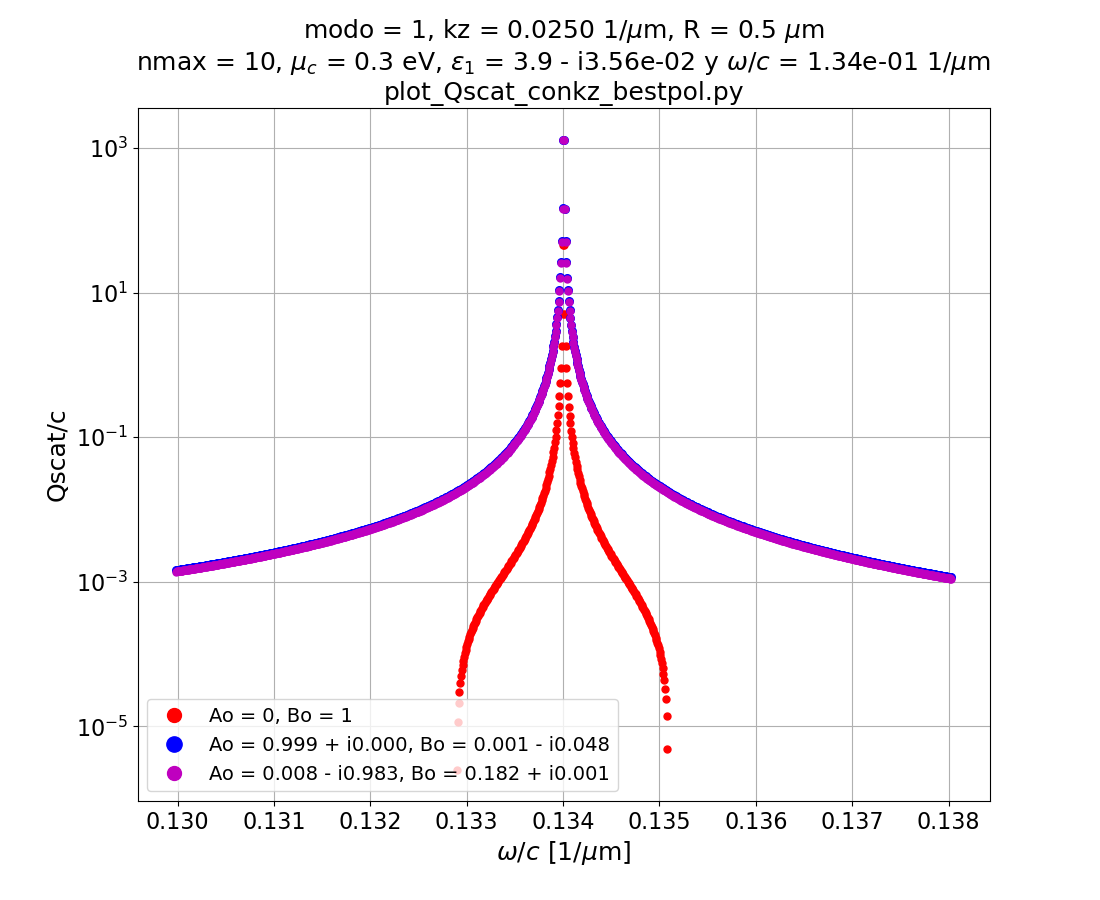 modo = 1, kz = 0.0250 1/μm, R = 0.5 μm
nmax = 10, μ_c = 0.3 eV, ε_1 = 3.9 - i3.56e-02 y ω/c = 1.34e-01 1/μm
plot_Qscat_conkz_bestpol.py
Qscat/c
10^3
10^1
10^−1
10^−3
10^−5
Ao = 0, Bo = 1
Ao = 0.999 + i0.000, Bo = 0.001 - i0.048
Ao = 0.008 - i0.983, Bo = 0.182 + i0.001
0.130 0.131 0.132 0.133 0.134 0.135 0.136 0.137 0.138
ω/c [1/μm]